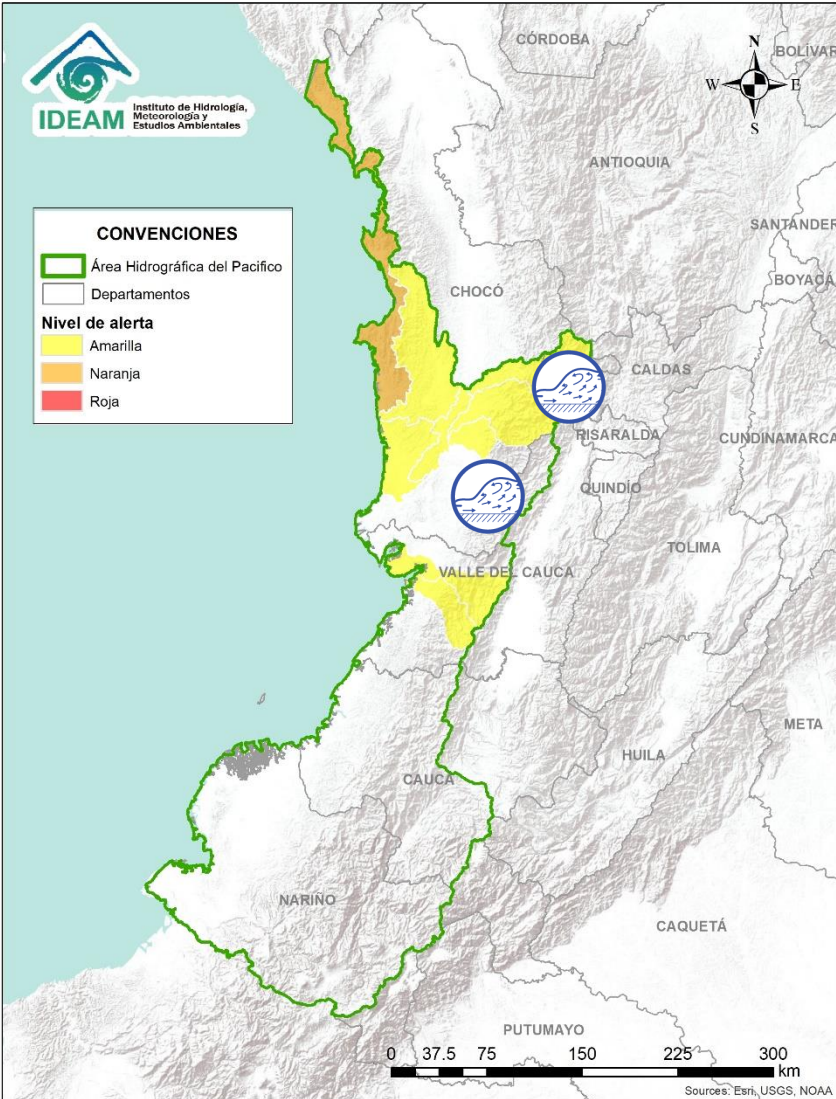 IDEAM
Instituto de Hidrología,
Meteorología y
Estudios Ambientales
CÓRDOBA
BOLÍVAR
N
W
E
S
ANTIOQUIA
SANTANDER
BOYACÁ
CONVENCIONES
Área Hidrográfica del Pacifico
Departamentos
Nivel de alerta
Amarilla
Naranja
Roja
CHOCÓ
CALDAS
RISARALDA
CUNDINAMARCA
QUINDÍO
TOLIMA
VALLE DEL CAUCA
META
HUILA
CAUCA
NARIÑO
CAQUETÁ
PUTUMAYO
0 37.5 75 150 225 300
km
Sources: Esri, USGS, NOAA